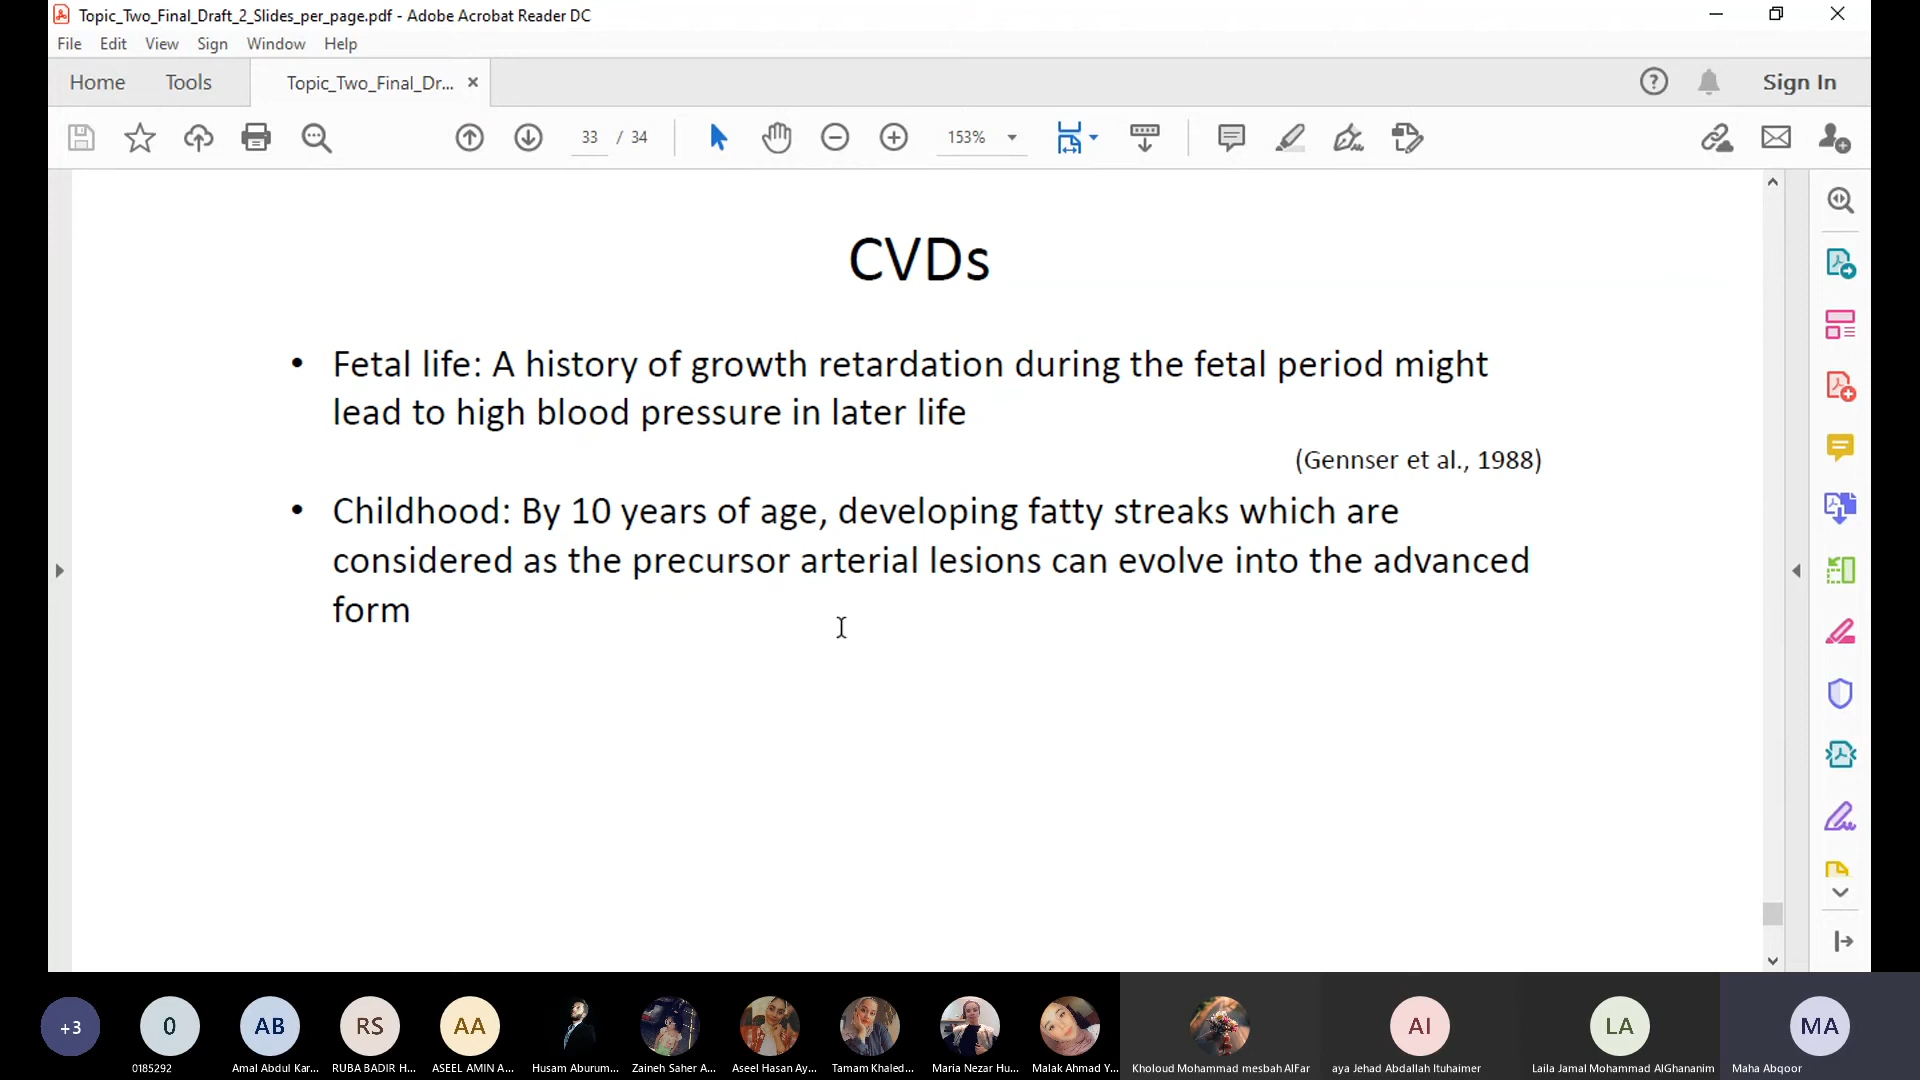 Topic_Two_Final_Draft_2_Slides_per_page.pdf - Adobe Acrobat Reader DC
File Edit View Sign Window Help
Home Tools Topic_Two_Final_Dr... × ? Sign In
33 / 34 153%
CVDs
• Fetal life: A history of growth retardation during the fetal period might
lead to high blood pressure in later life
(Gennser et al., 1988)
• Childhood: By 10 years of age, developing fatty streaks which are
considered as the precursor arterial lesions can evolve into the advanced
form
+3 0 AB RS AA AI LA MA
0185292 Amal Abdul Kar... RUBA BADIR H... ASEEL AMIN A... Husam Aburum... Zaineh Saher A... Aseel Hasan Ay... Tamam Khaled... Maria Nezar Hu... Malak Ahmad Y... Kholoud Mohammad mesbah AlFar aya Jehad Abdallah Ituhaimer Laila Jamal Mohammad AlGhananim Maha Abqoor